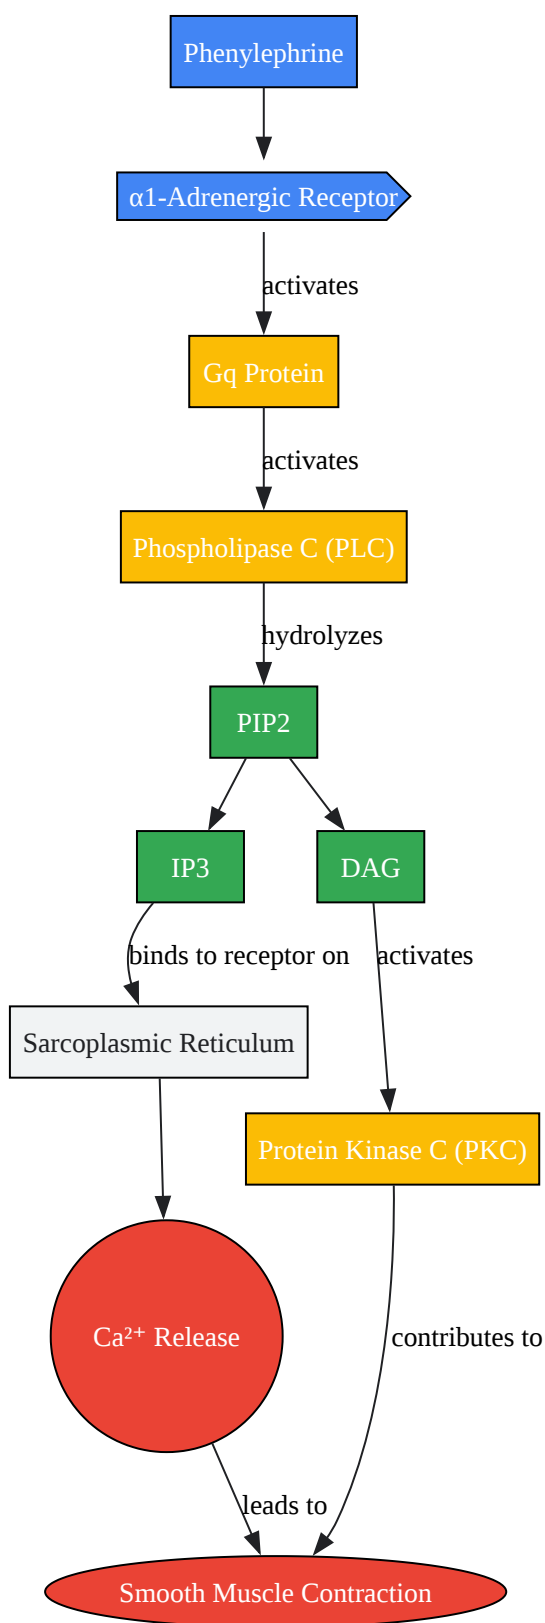 Phenylephrine
α1-Adrenergic Receptor
activates
Gq Protein
activates
Phospholipase C (PLC)
hydrolyzes
PIP2
IP3
DAG
binds to receptor on
activates
Sarcoplasmic Reticulum
Protein Kinase C (PKC)
Ca²⁺ Release
contributes to
leads to
Smooth Muscle Contraction